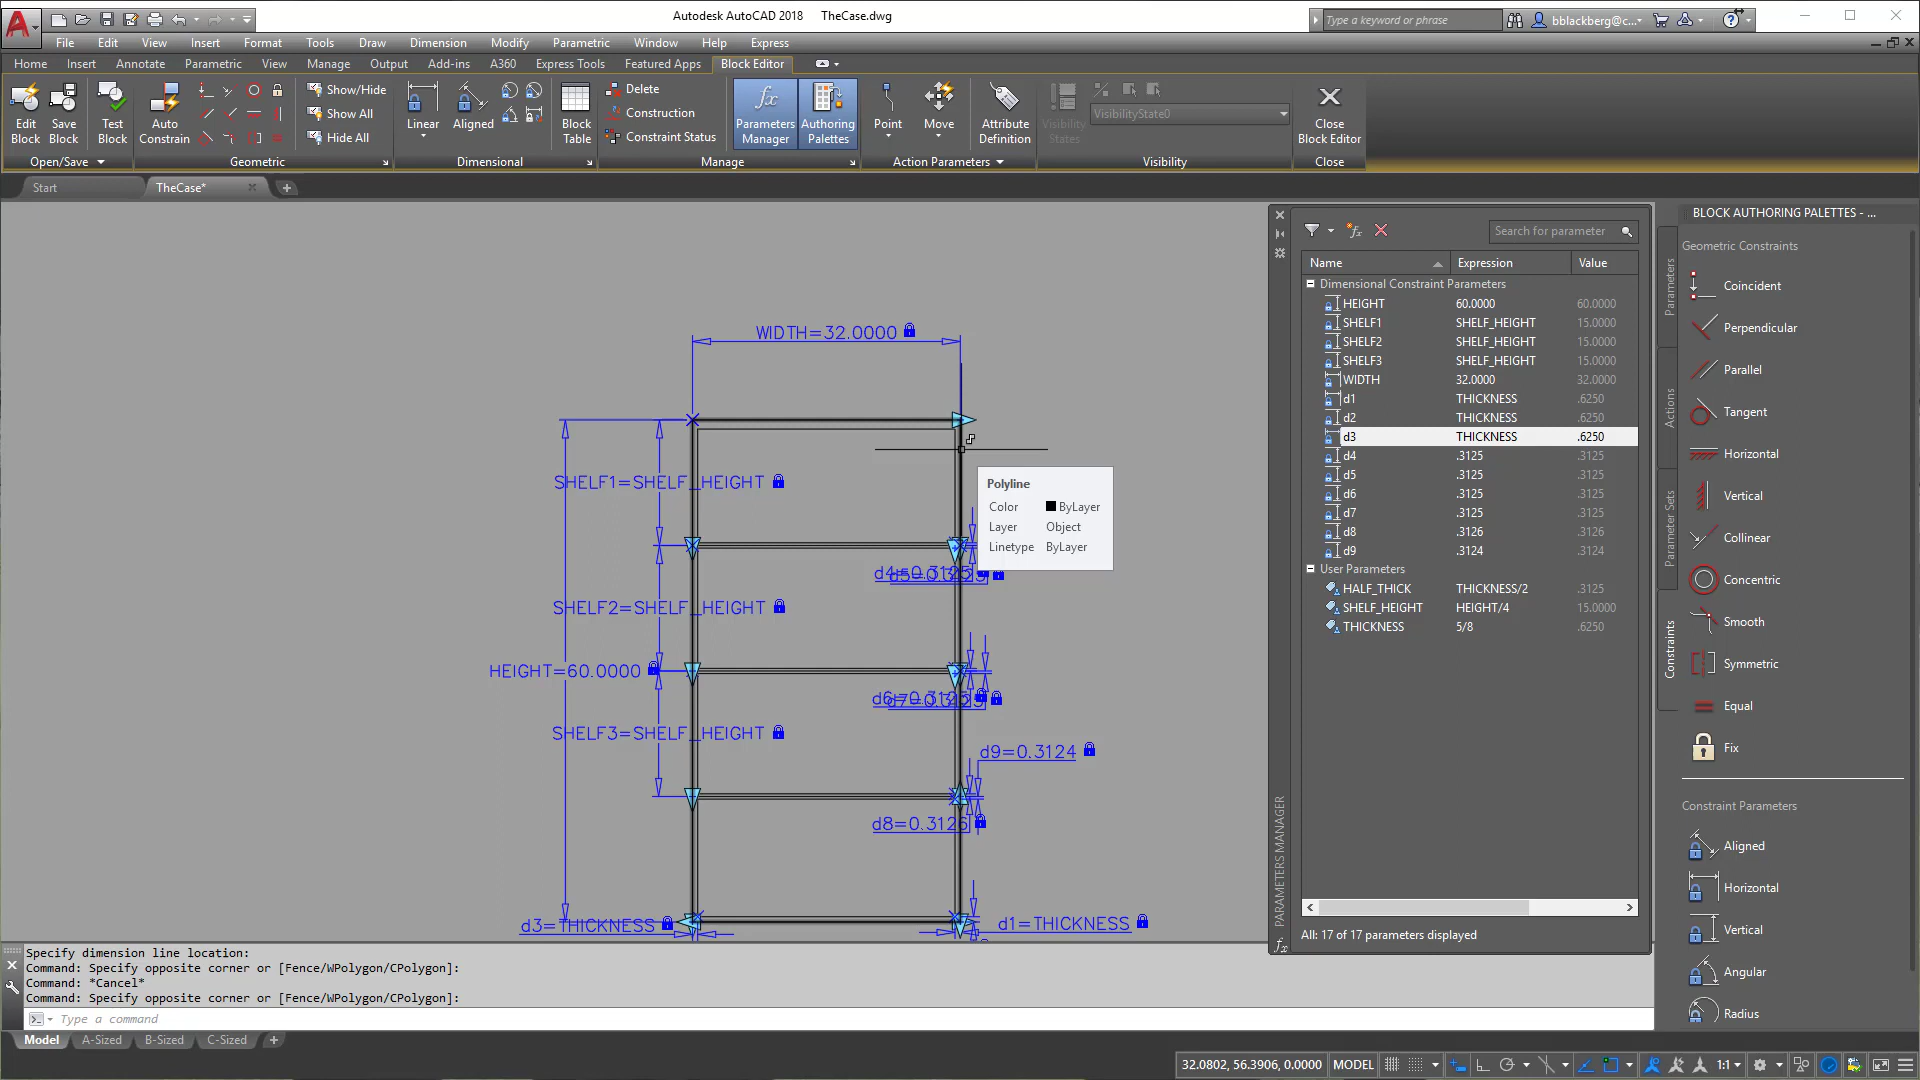 Autodesk AutoCAD 2018 TheCase.dwg
Type a keyword or phrase
bblackberg@c...
File Edit View Insert Format Tools Draw Dimension Modify Parametric Window Help Express
Home Insert Annotate Parametric View Manage Output Add-ins A360 Express Tools Featured Apps Block Editor
Edit Block
Save Block
Test Block
Auto Constrain
Show/Hide
Show All
Hide All
Linear
Aligned
Block Table
Delete
Construction
Constraint Status
Parameters Manager
Authoring Palettes
Point
Move
Attribute Definition
Visibility States
VisibilityState0
Close Block Editor
Open/Save Geometric Dimensional Manage Action Parameters Visibility Close
Start TheCase*
WIDTH=32.0000
SHELF1=SHELF_HEIGHT
d4=0.3125
SHELF2=SHELF_HEIGHT
HEIGHT=60.0000
SHELF3=SHELF_HEIGHT
d9=0.3124
d8=0.3126
d3=THICKNESS
d1=THICKNESS
Polyline
Color ByLayer
Layer Object
Linetype ByLayer
Search for parameter
Name Expression Value
Dimensional Constraint Parameters
HEIGHT 60.0000 60.0000
SHELF1 SHELF_HEIGHT 15.0000
SHELF2 SHELF_HEIGHT 15.0000
SHELF3 SHELF_HEIGHT 15.0000
WIDTH 32.0000 32.0000
d1 THICKNESS .6250
d2 THICKNESS .6250
d3 THICKNESS .6250
d4 .3125 .3125
d5 .3125 .3125
d6 .3125 .3125
d7 .3125 .3125
d8 .3126 .3126
d9 .3124 .3124
User Parameters
HALF_THICK THICKNESS/2 .3125
SHELF_HEIGHT HEIGHT/4 15.0000
THICKNESS 5/8 .6250
All: 17 of 17 parameters displayed
PARAMETERS MANAGER
BLOCK AUTHORING PALETTES - ...
Parameters
Actions
Parameter Sets
Constraints
Geometric Constraints
Coincident
Perpendicular
Parallel
Tangent
Horizontal
Vertical
Collinear
Concentric
Smooth
Symmetric
Equal
Fix
Constraint Parameters
Aligned
Horizontal
Vertical
Angular
Radius
Specify dimension line location:
Command: Specify opposite corner or [Fence/WPolygon/CPolygon]:
Command: *Cancel*
Command: Specify opposite corner or [Fence/WPolygon/CPolygon]:
Type a command
Model A-Sized B-Sized C-Sized
32.0802, 56.3906, 0.0000 MODEL 1:1